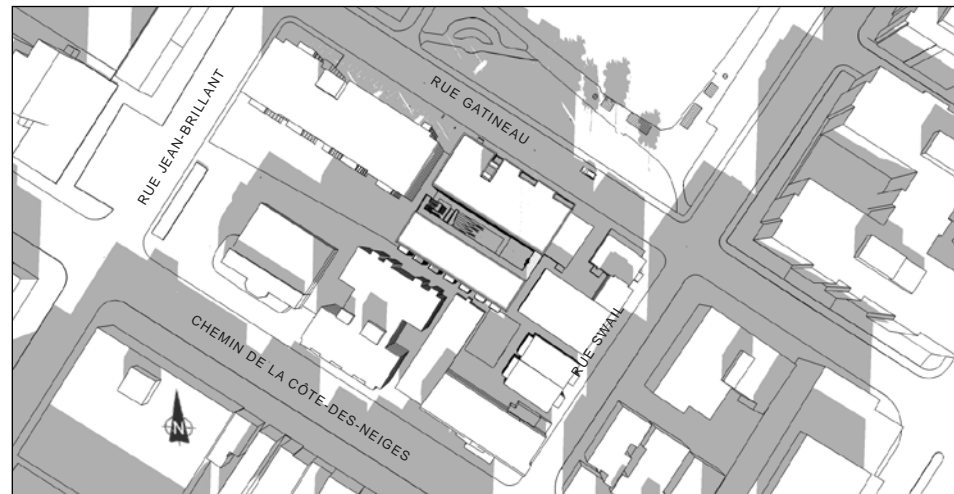 RUE GATINEAU
RUE JEAN-BRILLANT
RUE SWAIL
CHEMIN DE LA CÔTE-DES-NEIGES
N